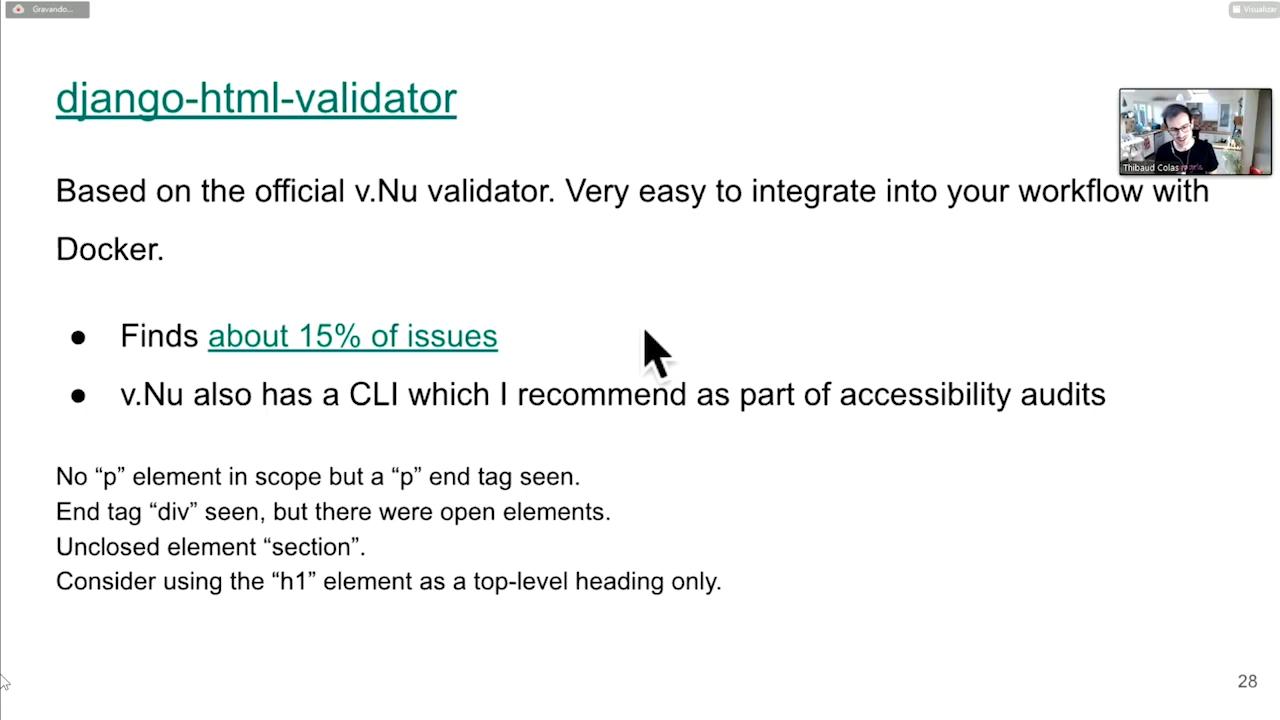 Gravando...
Visualizar
django-html-validator
Thibaud Colas
Based on the official v.Nu validator. Very easy to integrate into your workflow with
Docker.
● Finds about 15% of issues
● v.Nu also has a CLI which I recommend as part of accessibility audits
No “p” element in scope but a “p” end tag seen.
End tag “div” seen, but there were open elements.
Unclosed element “section”.
Consider using the “h1” element as a top-level heading only.
28